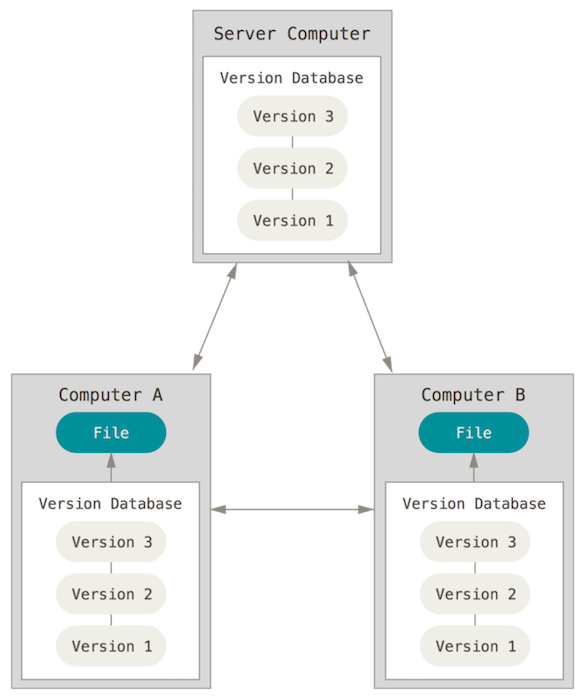 Server Computer
Version Database
Version 3
Version 2
Version 1
Computer A
File
Version Database
Version 3
Version 2
Version 1
Computer B
File
Version Database
Version 3
Version 2
Version 1